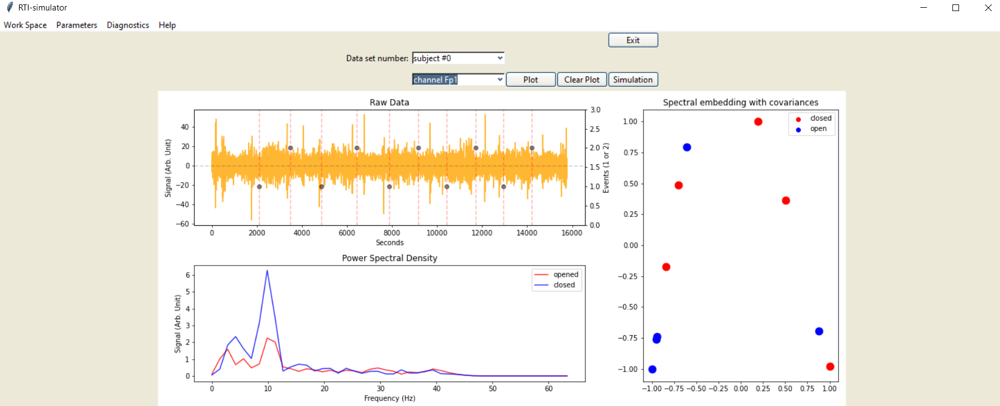 RTI-simulator
Work Space Parameters Diagnostics Help
Exit
Data set number: subject #0
channel Fp1 Plot Clear Plot Simulation
Raw Data
Signal (Arb. Unit)
40
20
0
−20
−40
−60
0 2000 4000 6000 8000 10000 12000 14000 16000
Seconds
3.0
2.5
2.0
1.5
1.0
0.5
0.0
Events (1 or 2)
Power Spectral Density
Signal (Arb. Unit)
6
5
4
3
2
1
0
opened
closed
0 10 20 30 40 50 60
Frequency (Hz)
Spectral embedding with covariances
closed
open
1.00
0.75
0.50
0.25
0.00
−0.25
−0.50
−0.75
−1.00
−1.00 −0.75 −0.50 −0.25 0.00 0.25 0.50 0.75 1.00